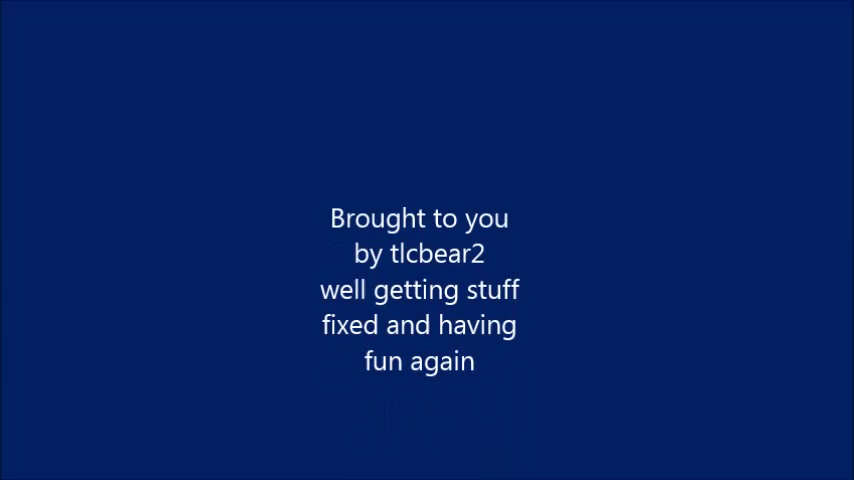 Brought to you
by tlcbear2
well getting stuff
fixed and having
fun again